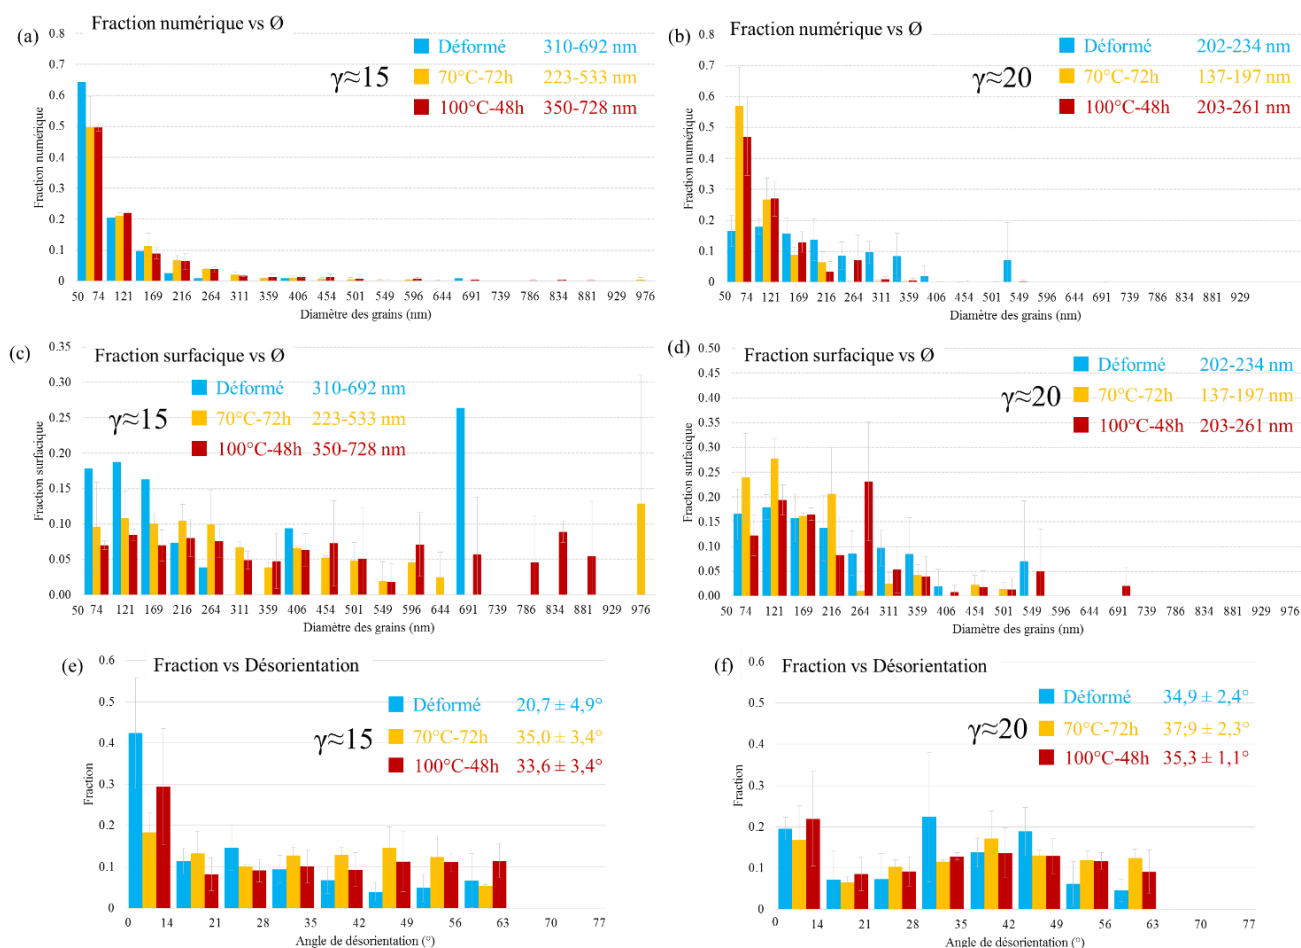 (a) Fraction numérique vs Ø
Déformé 310-692 nm
γ≈15
70°C-72h 223-533 nm
100°C-48h 350-728 nm
Fraction numérique
0.8
0.7
0.6
0.5
0.4
0.3
0.2
0.1
0
50 74 121 169 216 264 311 359 406 454 501 549 596 644 691 739 786 834 881 929 976
Diamètre des grains (nm)
(b) Fraction numérique vs Ø
Déformé 202-234 nm
γ≈20
70°C-72h 137-197 nm
100°C-48h 203-261 nm
Fraction numérique
0.8
0.7
0.6
0.5
0.4
0.3
0.2
0.1
0
50 74 121 169 216 264 311 359 406 454 501 549 596 644 691 739 786 834 881 929
Diamètre des grains (nm)
(c) Fraction surfacique vs Ø
Déformé 310-692 nm
γ≈15
70°C-72h 223-533 nm
100°C-48h 350-728 nm
Fraction surfacique
0.35
0.30
0.25
0.20
0.15
0.10
0.05
0.00
50 74 121 169 216 264 311 359 406 454 501 549 596 644 691 739 786 834 881 929 976
Diamètre des grains (nm)
(d) Fraction surfacique vs Ø
Déformé 202-234 nm
γ≈20
70°C-72h 137-197 nm
100°C-48h 203-261 nm
Fraction surfacique
0.50
0.45
0.40
0.35
0.30
0.25
0.20
0.15
0.10
0.05
0.00
50 74 121 169 216 264 311 359 406 454 501 549 596 644 691 739 786 834 881 929 976
Diamètre des grains (nm)
(e) Fraction vs Désorientation
Déformé 20,7 ± 4,9°
γ≈15
70°C-72h 35,0 ± 3,4°
100°C-48h 33,6 ± 3,4°
Fraction
0.6
0.5
0.4
0.3
0.2
0.1
0
0 14 21 28 35 42 49 56 63 70 77
Angle de désorientation (°)
(f) Fraction vs Désorientation
Déformé 34,9 ± 2,4°
γ≈20
70°C-72h 37;9 ± 2,3°
100°C-48h 35,3 ± 1,1°
Fraction
0.6
0.5
0.4
0.3
0.2
0.1
0
0 14 21 28 35 42 49 56 63 70 77
Angle de désorientation (°)